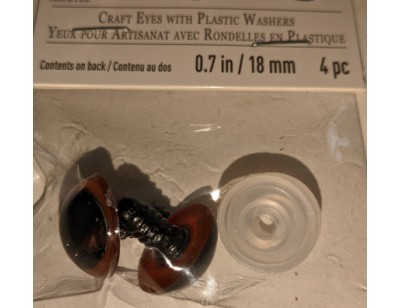 CRAFT EYES WITH PLASTIC WASHERS
YEUX POUR ARTISANAT AVEC RONDELLES EN PLASTIQUE
Contents on back / Contenu au dos 0.7 in / 18 mm 4 pc